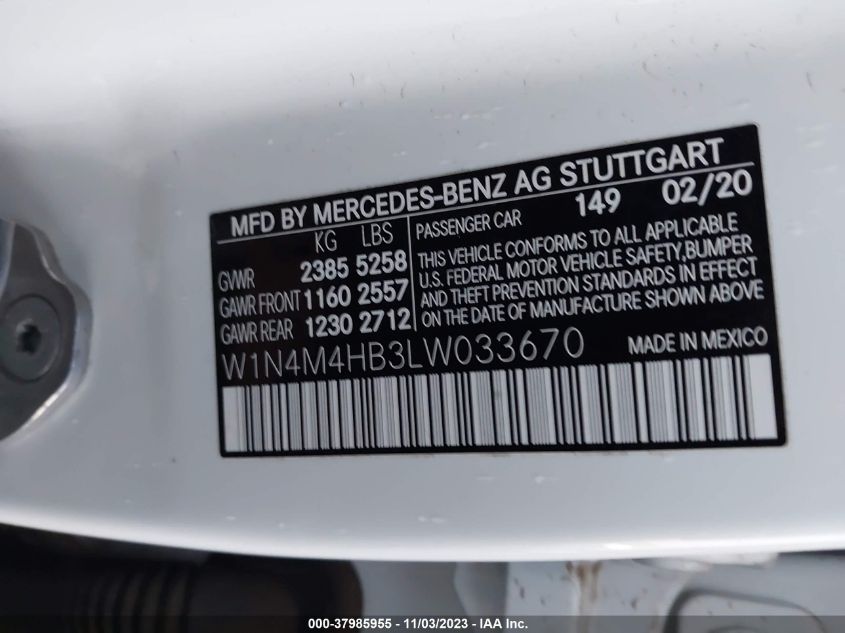 MFD BY MERCEDES-BENZ AG STUTTGART
KG LBS
GVWR 2385 5258
GAWR FRONT 1160 2557
GAWR REAR 1230 2712
PASSENGER CAR 149 02/20
THIS VEHICLE CONFORMS TO ALL APPLICABLE
U.S. FEDERAL MOTOR VEHICLE SAFETY,BUMPER
AND THEFT PREVENTION STANDARDS IN EFFECT
ON THE DATE OF MANUFACTURE SHOWN ABOVE
W1N4M4HB3LW033670 MADE IN MEXICO
000-37985955 - 11/03/2023 - IAA Inc.